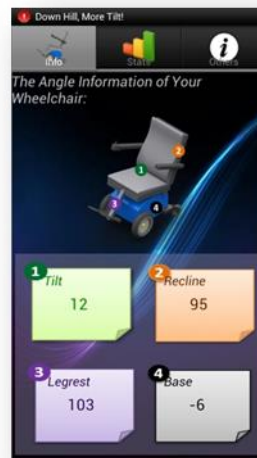 Down Hill, More Tilt!
Info
Stats
Others
The Angle Information of Your
Wheelchair:
2
1
3
4
1
Tilt
12
2
Recline
95
3
Legrest
103
4
Base
-6